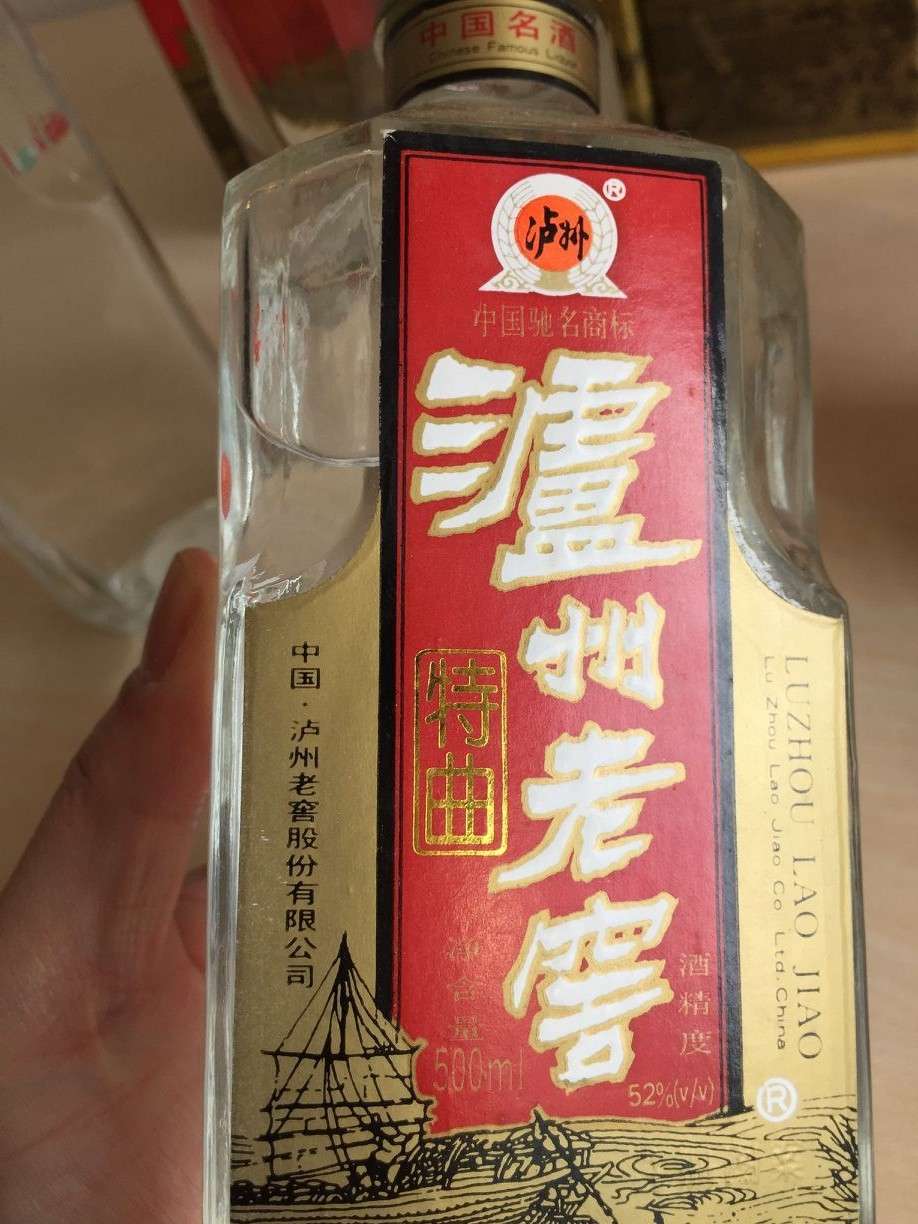 中国名酒
Chinese Famous Liquor
泸州
®
中国驰名商标
瀘州老窖
特曲
中国·泸州老窖股份有限公司
LUZHOU LAO JIAO
Lu Zhou Lao Jiao Co Ltd.China
净含量
500ml
酒精度
52%(v/v)
®